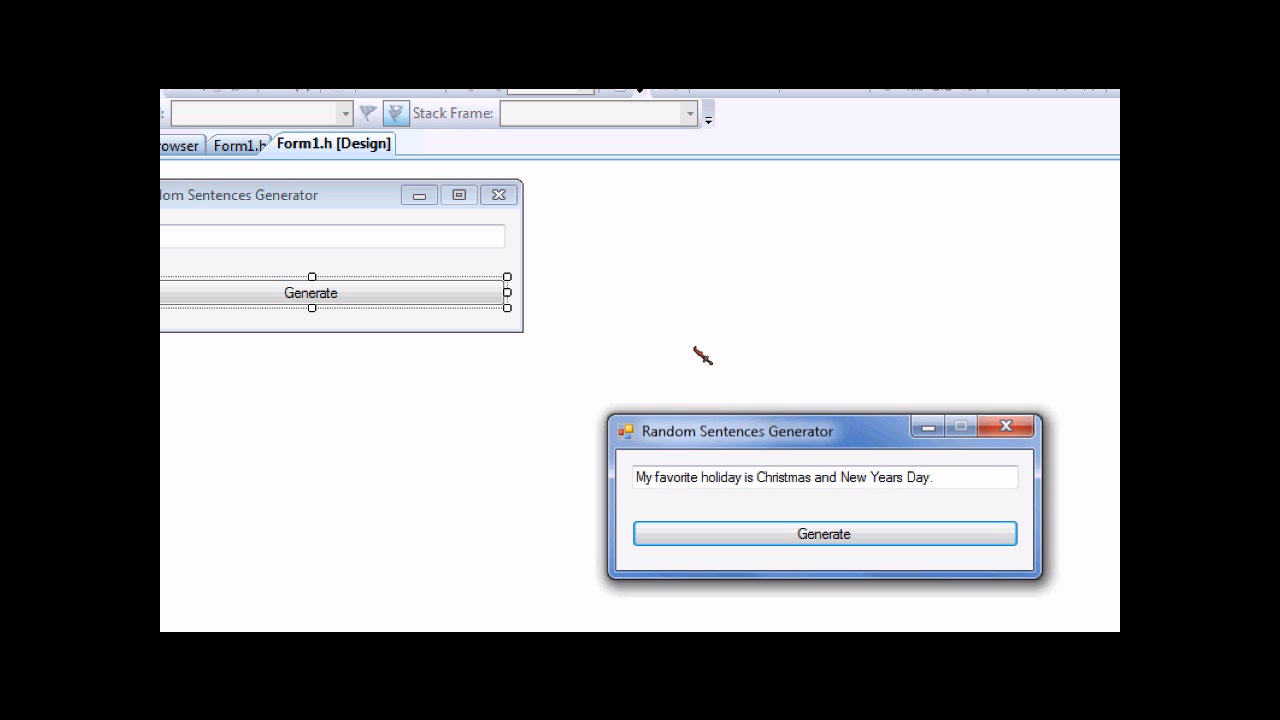 Stack Frame:
rowser
Form1.h
Form1.h [Design]
om Sentences Generator
Generate
Random Sentences Generator
My favorite holiday is Christmas and New Years Day.
Generate